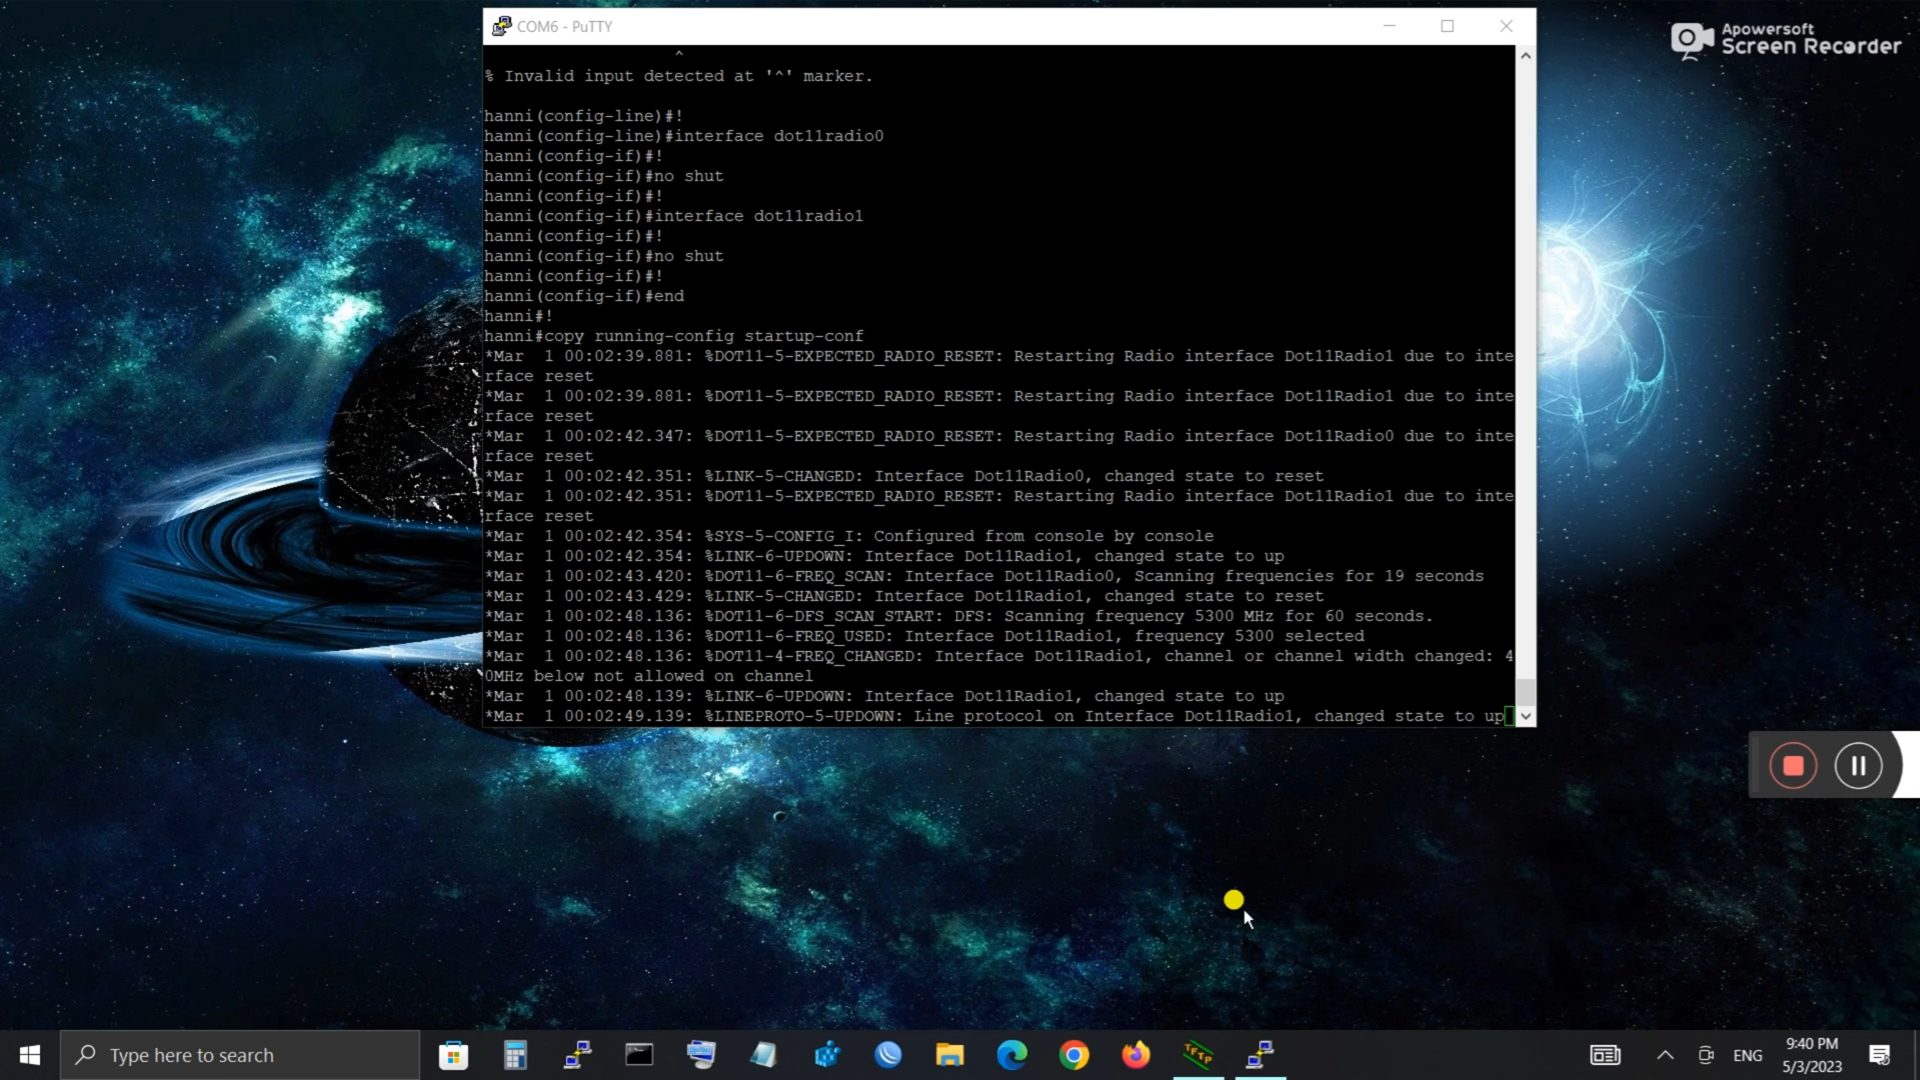 COM6 - PuTTY
Apowersoft
Screen Recorder
^
% Invalid input detected at '^' marker.
hanni(config-line)#!
hanni(config-line)#interface dot11radio0
hanni(config-if)#!
hanni(config-if)#no shut
hanni(config-if)#!
hanni(config-if)#interface dot11radio1
hanni(config-if)#!
hanni(config-if)#no shut
hanni(config-if)#!
hanni(config-if)#end
hanni#!
hanni#copy running-config startup-conf
*Mar  1 00:02:39.881: %DOT11-5-EXPECTED_RADIO_RESET: Restarting Radio interface Dot11Radio1 due to inte
rface reset
*Mar  1 00:02:39.881: %DOT11-5-EXPECTED_RADIO_RESET: Restarting Radio interface Dot11Radio1 due to inte
rface reset
*Mar  1 00:02:42.347: %DOT11-5-EXPECTED_RADIO_RESET: Restarting Radio interface Dot11Radio0 due to inte
rface reset
*Mar  1 00:02:42.351: %LINK-5-CHANGED: Interface Dot11Radio0, changed state to reset
*Mar  1 00:02:42.351: %DOT11-5-EXPECTED_RADIO_RESET: Restarting Radio interface Dot11Radio1 due to inte
rface reset
*Mar  1 00:02:42.354: %SYS-5-CONFIG_I: Configured from console by console
*Mar  1 00:02:42.354: %LINK-6-UPDOWN: Interface Dot11Radio1, changed state to up
*Mar  1 00:02:43.420: %DOT11-6-FREQ_SCAN: Interface Dot11Radio0, Scanning frequencies for 19 seconds
*Mar  1 00:02:43.429: %LINK-5-CHANGED: Interface Dot11Radio1, changed state to reset
*Mar  1 00:02:48.136: %DOT11-6-DFS_SCAN_START: DFS: Scanning frequency 5300 MHz for 60 seconds.
*Mar  1 00:02:48.136: %DOT11-6-FREQ_USED: Interface Dot11Radio1, frequency 5300 selected
*Mar  1 00:02:48.136: %DOT11-4-FREQ_CHANGED: Interface Dot11Radio1, channel or channel width changed: 4
0MHz below not allowed on channel
*Mar  1 00:02:48.139: %LINK-6-UPDOWN: Interface Dot11Radio1, changed state to up
*Mar  1 00:02:49.139: %LINEPROTO-5-UPDOWN: Line protocol on Interface Dot11Radio1, changed state to up
Type here to search
TFTP
ENG
9:40 PM
5/3/2023